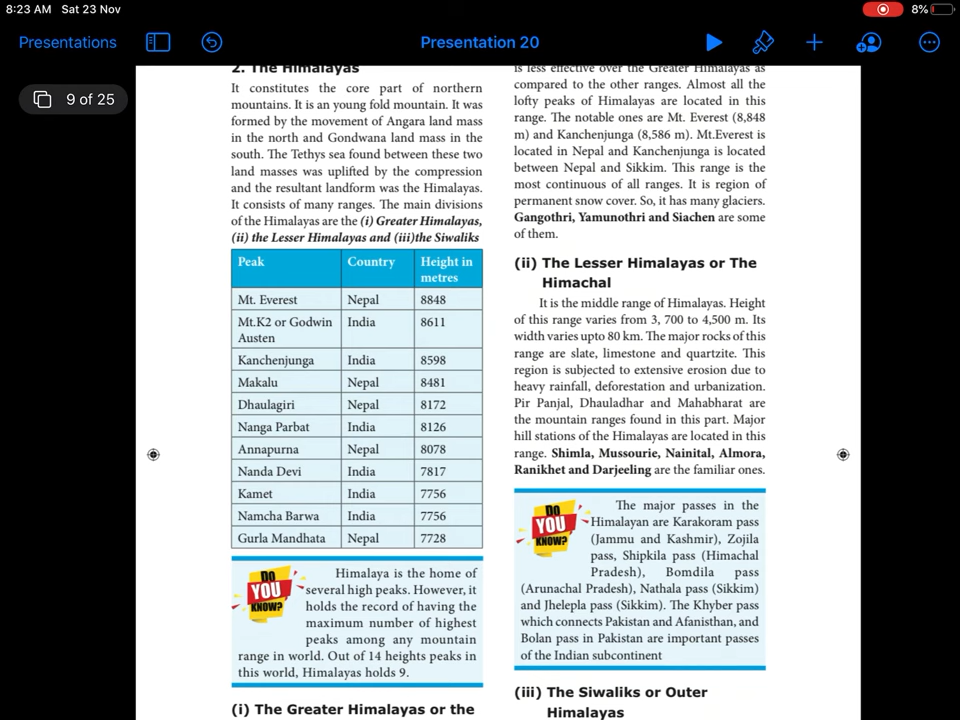 8:23 AM Sat 23 Nov
8%
Presentations
Presentation 20
9 of 25
2. The Himalayas
It constitutes the core part of northern
mountains. It is an young fold mountain. It was
formed by the movement of Angara land mass
in the north and Gondwana land mass in the
south. The Tethys sea found between these two
land masses was uplifted by the compression
and the resultant landform was the Himalayas.
It consists of many ranges. The main divisions
of the Himalayas are the (i) Greater Himalayas,
(ii) the Lesser Himalayas and (iii)the Siwaliks
Peak Country Height in
metres
Mt. Everest Nepal 8848
Mt.K2 or Godwin
Austen India 8611
Kanchenjunga India 8598
Makalu Nepal 8481
Dhaulagiri Nepal 8172
Nanga Parbat India 8126
Annapurna Nepal 8078
Nanda Devi India 7817
Kamet India 7756
Namcha Barwa India 7756
Gurla Mandhata Nepal 7728
DO
YOU
KNOW?
Himalaya is the home of
several high peaks. However, it
holds the record of having the
maximum number of highest
peaks among any mountain
range in world. Out of 14 heights peaks in
this world, Himalayas holds 9.
(i) The Greater Himalayas or the
is less effective over the Greater Himalayas as
compared to the other ranges. Almost all the
lofty peaks of Himalayas are located in this
range. The notable ones are Mt. Everest (8,848
m) and Kanchenjunga (8,586 m). Mt.Everest is
located in Nepal and Kanchenjunga is located
between Nepal and Sikkim. This range is the
most continuous of all ranges. It is region of
permanent snow cover. So, it has many glaciers.
Gangothri, Yamunothri and Siachen are some
of them.
(ii) The Lesser Himalayas or The
Himachal
It is the middle range of Himalayas. Height
of this range varies from 3, 700 to 4,500 m. Its
width varies upto 80 km. The major rocks of this
range are slate, limestone and quartzite. This
region is subjected to extensive erosion due to
heavy rainfall, deforestation and urbanization.
Pir Panjal, Dhauladhar and Mahabharat are
the mountain ranges found in this part. Major
hill stations of the Himalayas are located in this
range. Shimla, Mussourie, Nainital, Almora,
Ranikhet and Darjeeling are the familiar ones.
DO
YOU
KNOW?
The major passes in the
Himalayan are Karakoram pass
(Jammu and Kashmir), Zojila
pass, Shipkila pass (Himachal
Pradesh), Bomdila pass
(Arunachal Pradesh), Nathala pass (Sikkim)
and Jhelepla pass (Sikkim). The Khyber pass
which connects Pakistan and Afanisthan, and
Bolan pass in Pakistan are important passes
of the Indian subcontinent
(iii) The Siwaliks or Outer
Himalayas